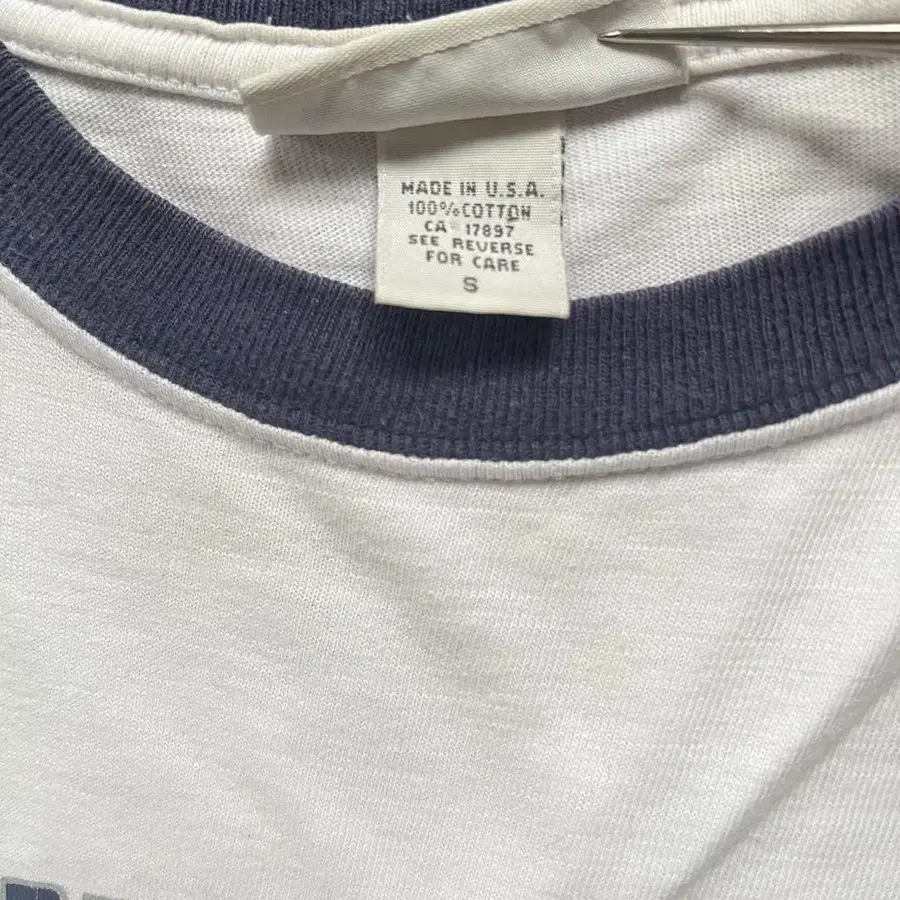 MADE IN U.S.A.
100% COTTON
CA 17897
SEE REVERSE
FOR CARE
S